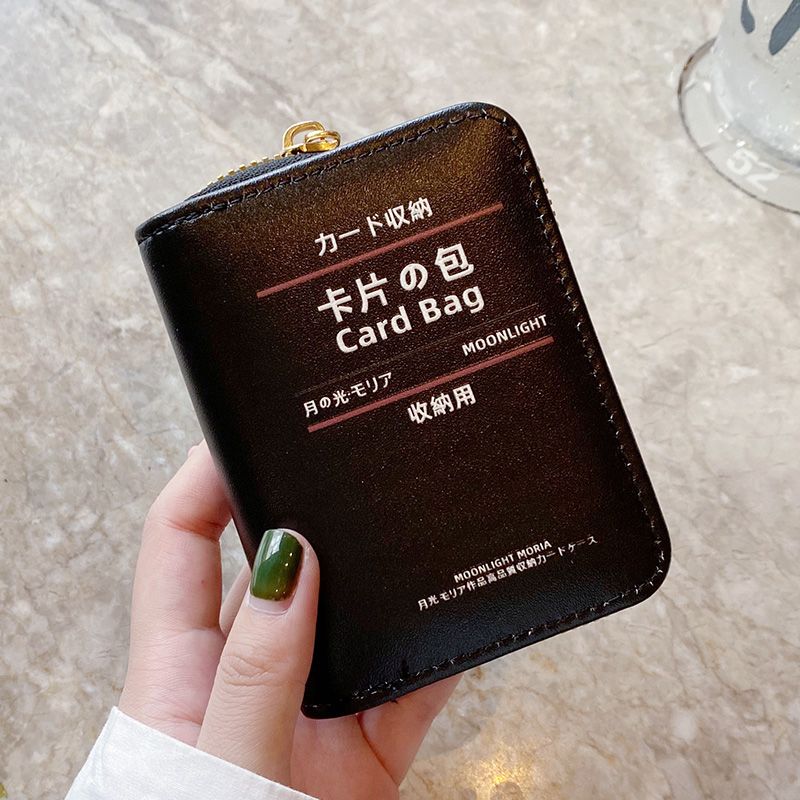 カード収納
卡片の包
Card Bag
MOONLIGHT
月の光·モリア
収納用
MOONLIGHT MORIA
月光モリア作品高品質収納カードケース
52